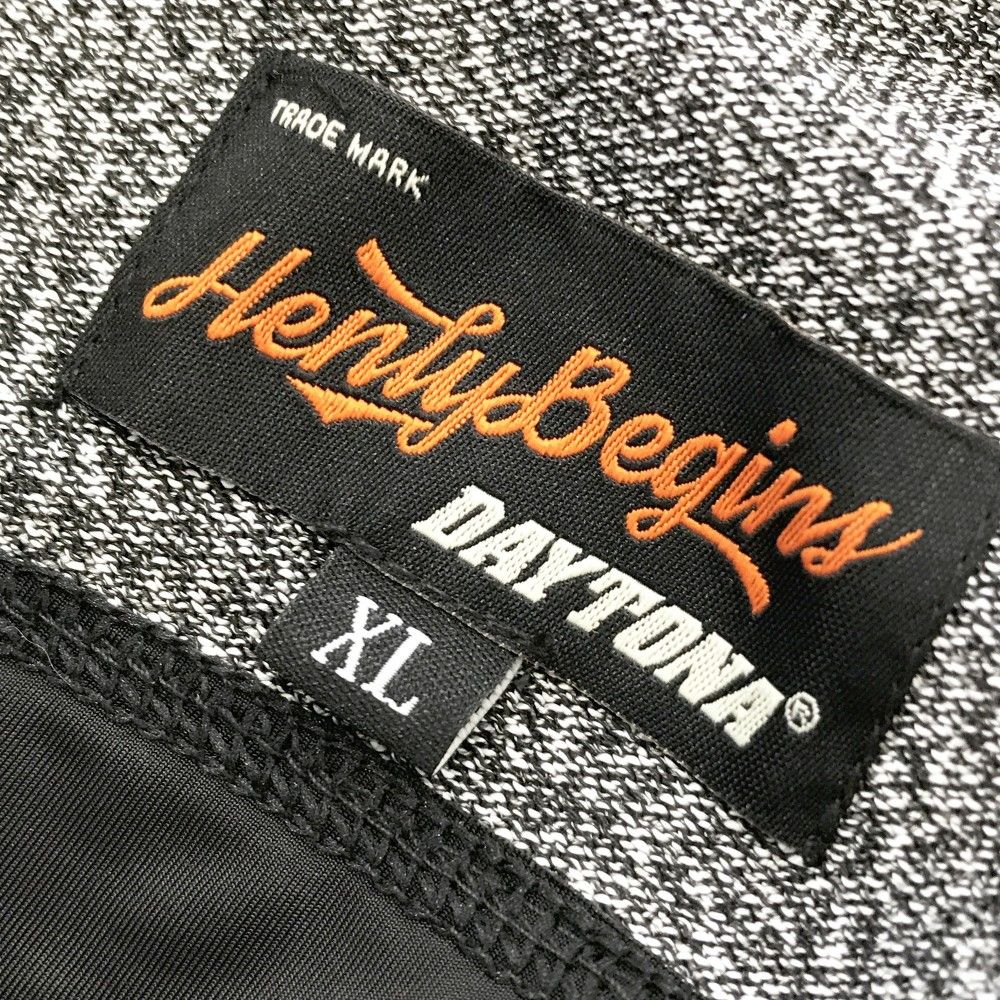 TRADE MARK
HenlyBegins
DAYTONA®
XL